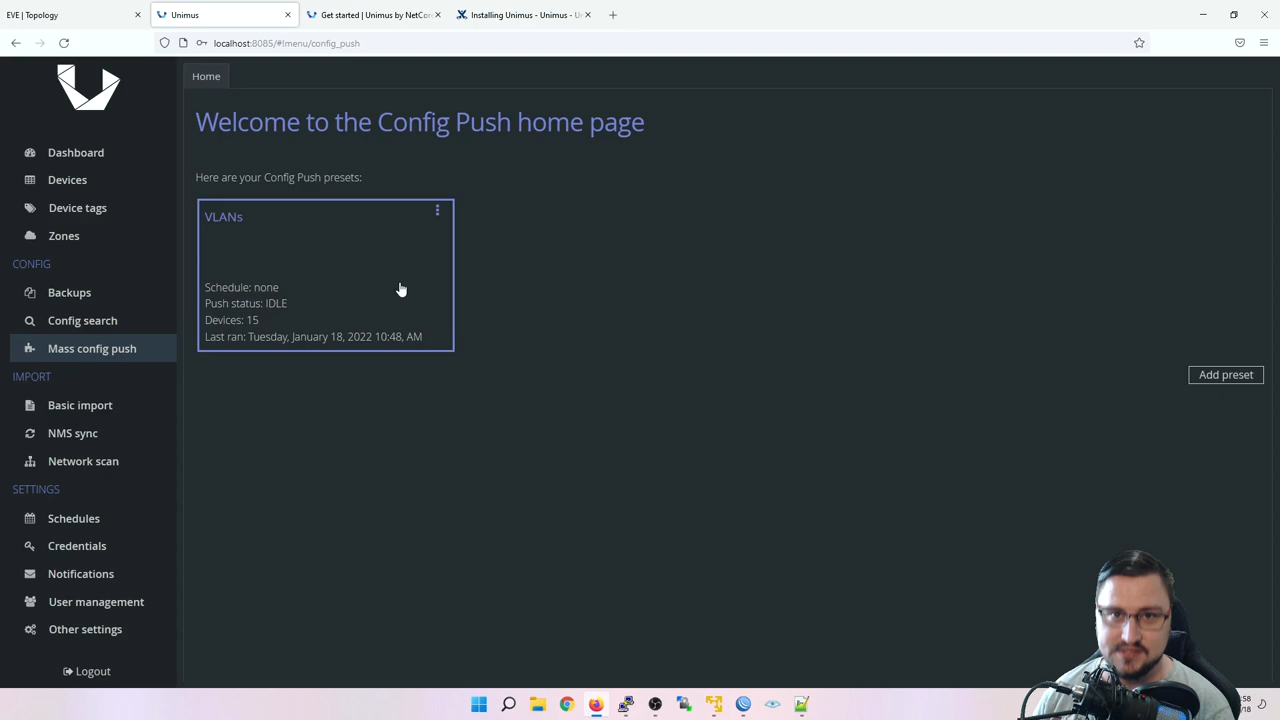 EVE | Topology
Unimus
Get started | Unimus by NetCor
Installing Unimus - Unimus - U
localhost:8085/#!menu/config_push
Home
Welcome to the Config Push home page
Here are your Config Push presets:
VLANs
Schedule: none
Push status: IDLE
Devices: 15
Last ran: Tuesday, January 18, 2022 10:48, AM
Add preset
Dashboard
Devices
Device tags
Zones
CONFIG
Backups
Config search
Mass config push
IMPORT
Basic import
NMS sync
Network scan
SETTINGS
Schedules
Credentials
Notifications
User management
Other settings
Logout
:58
/18